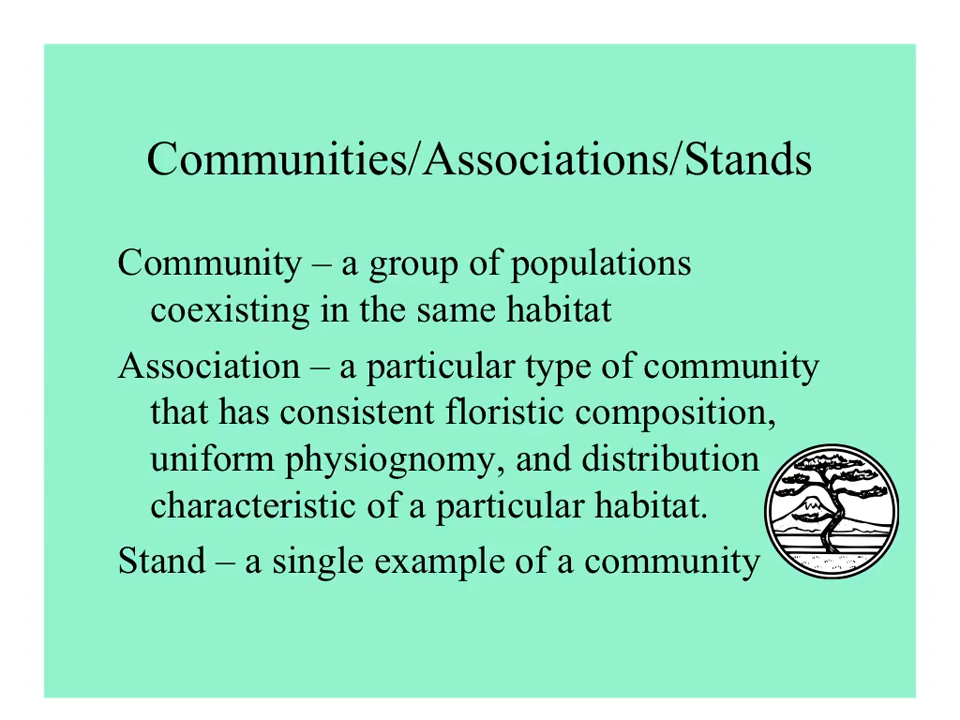 Communities/Associations/Stands
Community – a group of populations
coexisting in the same habitat
Association – a particular type of community
that has consistent floristic composition,
uniform physiognomy, and distribution
characteristic of a particular habitat.
Stand – a single example of a community